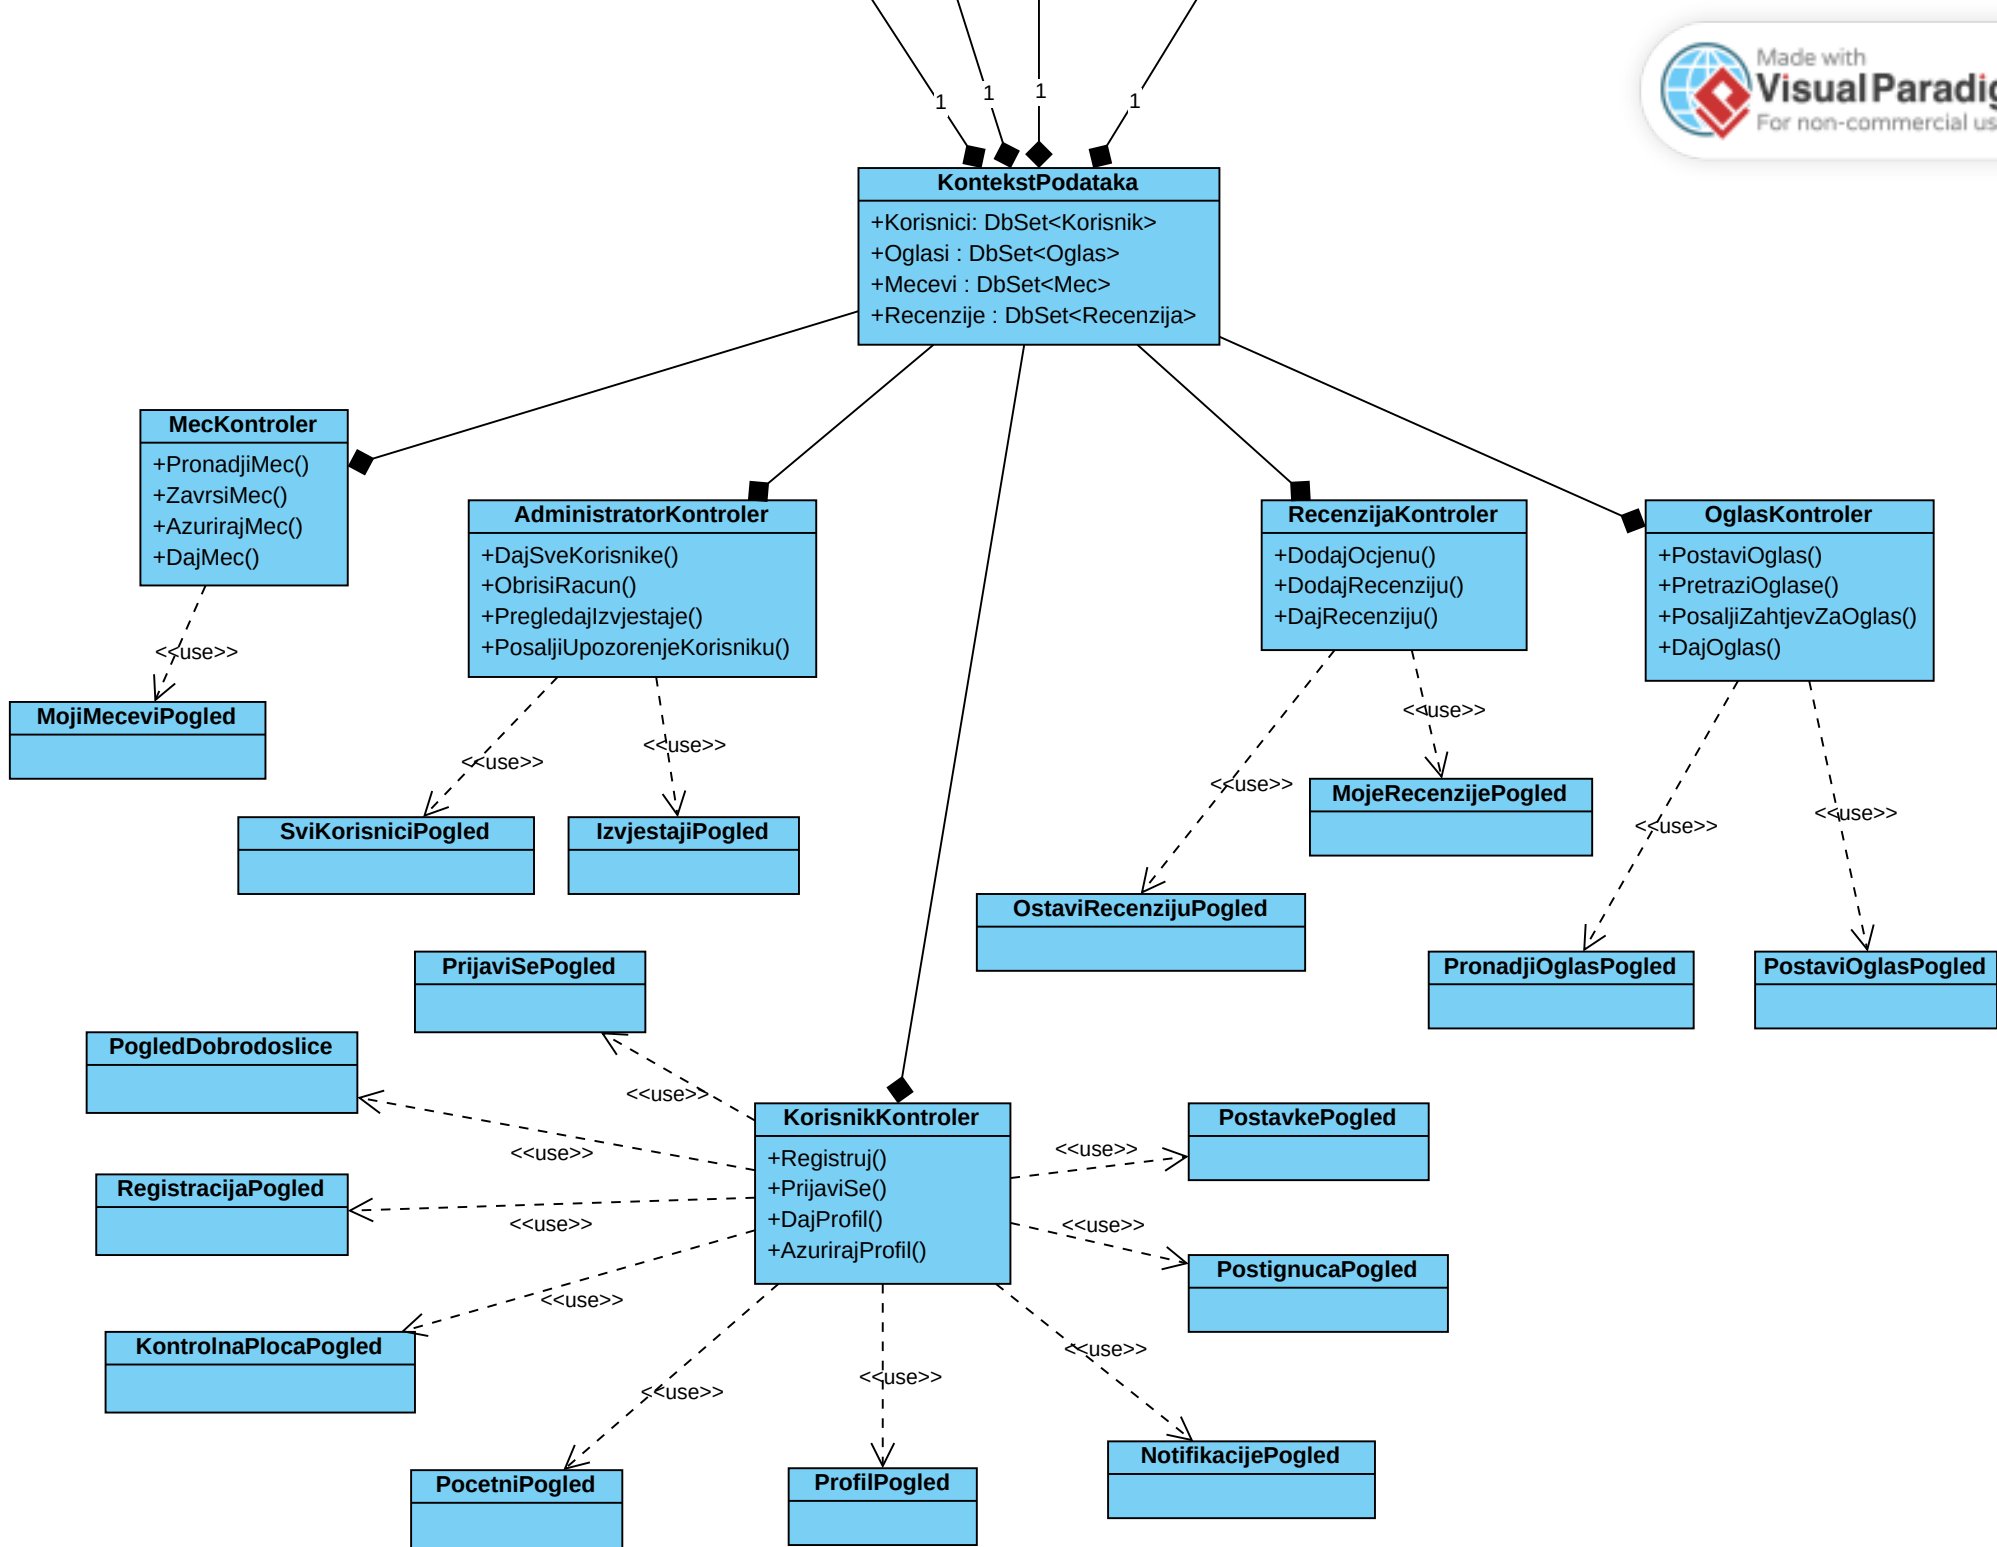 Made with
Visual Paradig
For non-commercial us
1
1
1
1
KontekstPodataka
+Korisnici: DbSet<Korisnik>
+Oglasi : DbSet<Oglas>
+Mecevi : DbSet<Mec>
+Recenzije : DbSet<Recenzija>
MecKontroler
+PronadjiMec()
+ZavrsiMec()
+AzurirajMec()
+DajMec()
AdministratorKontroler
+DajSveKorisnike()
+ObrisiRacun()
+PregledajIzvjestaje()
+PosaljiUpozorenjeKorisniku()
RecenzijaKontroler
+DodajOcjenu()
+DodajRecenziju()
+DajRecenziju()
OglasKontroler
+PostaviOglas()
+PretraziOglase()
+PosaljiZahtjevZaOglas()
+DajOglas()
<<use>>
MojiMeceviPogled
<<use>>
<<use>>
SviKorisniciPogled
IzvjestajiPogled
<<use>>
<<use>>
MojeRecenzijePogled
OstaviRecenzijuPogled
<<use>>
<<use>>
PronadjiOglasPogled
PostaviOglasPogled
PrijaviSePogled
<<use>>
PogledDobrodoslice
<<use>>
RegistracijaPogled
<<use>>
KorisnikKontroler
+Registruj()
+PrijaviSe()
+DajProfil()
+AzurirajProfil()
<<use>>
PostavkePogled
<<use>>
PostignucaPogled
<<use>>
KontrolnaPlocaPogled
<<use>>
<<use>>
<<use>>
PocetniPogled
ProfilPogled
NotifikacijePogled